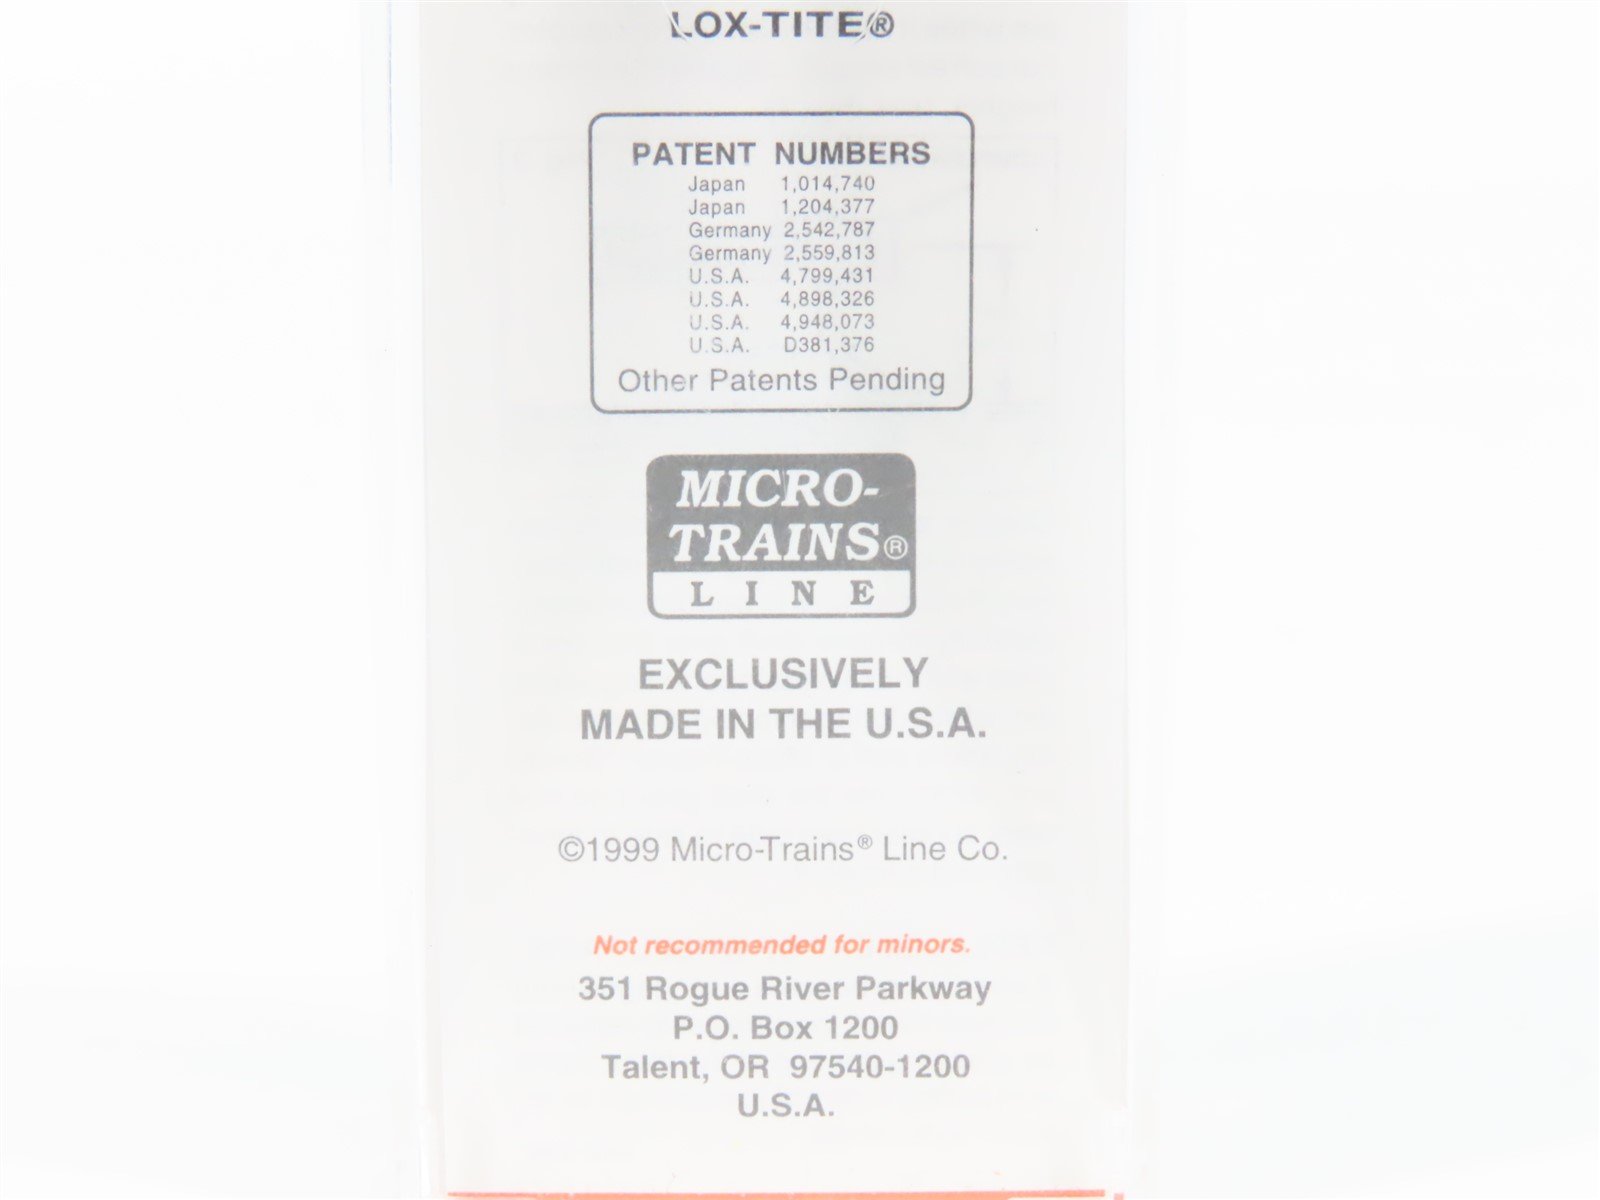 LOX-TITE®
PATENT NUMBERS
Japan 1,014,740
Japan 1,204,377
Germany 2,542,787
Germany 2,559,813
U.S.A. 4,799,431
U.S.A. 4,898,326
U.S.A. 4,948,073
U.S.A. D381,376
Other Patents Pending
MICRO-
TRAINS®
LINE
EXCLUSIVELY
MADE IN THE U.S.A.
©1999 Micro-Trains® Line Co.
Not recommended for minors.
351 Rogue River Parkway
P.O. Box 1200
Talent, OR 97540-1200
U.S.A.